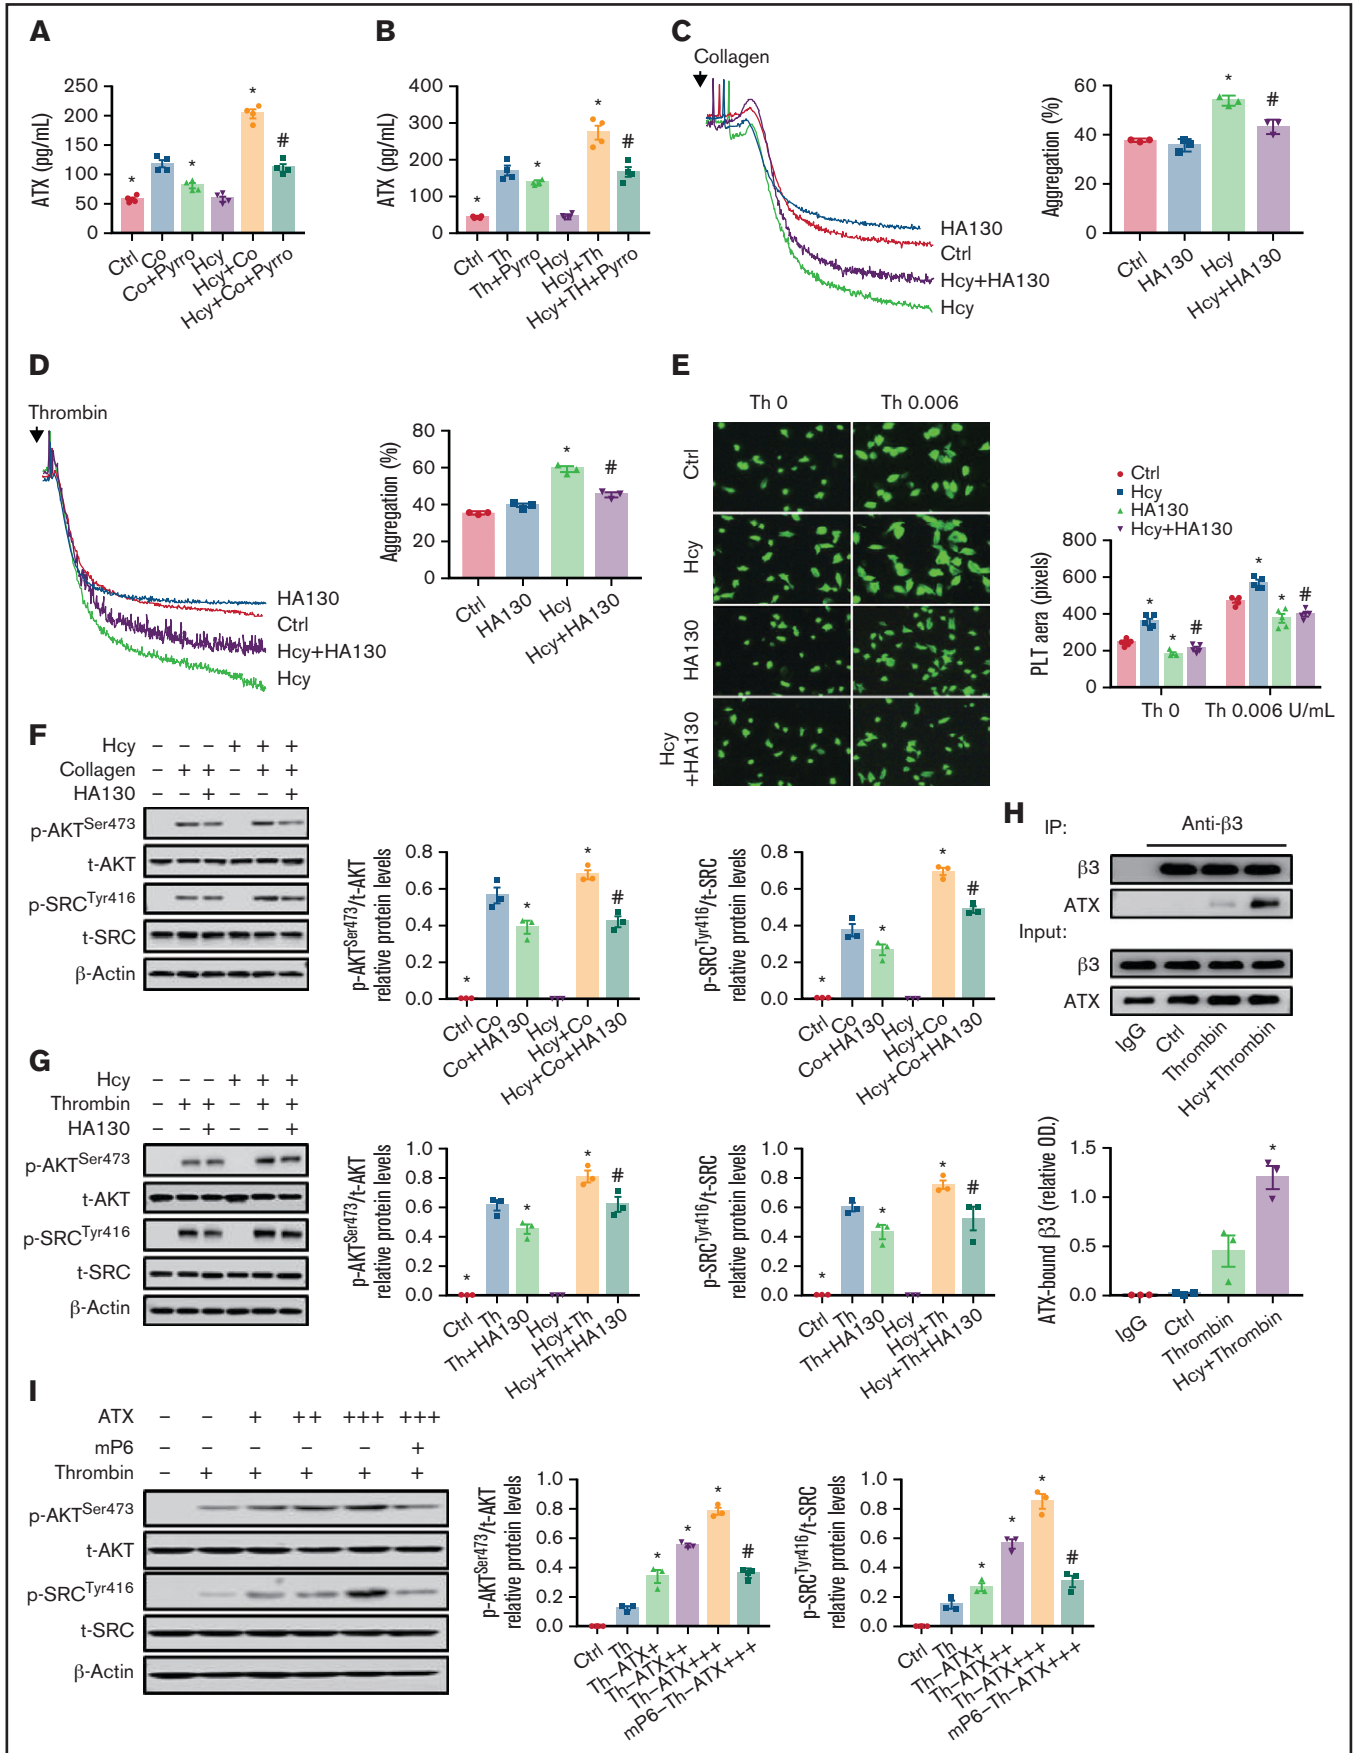 A
ATX (pg/mL)
250
200
150
100
50
0
*
*
*
#
Ctrl
Co
Co+Pyrro
Hcy
Hcy+Co
Hcy+Co+Pyrro
B
ATX (pg/mL)
400
300
200
100
0
*
*
*
#
Ctrl
Th
Th+Pyrro
Hcy
Hcy+Th
Hcy+TH+Pyrro
C
Collagen
HA130
Ctrl
Hcy+HA130
Hcy
Aggregation (%)
60
40
20
0
*
#
Ctrl
HA130
Hcy
Hcy+HA130
D
Thrombin
HA130
Ctrl
Hcy+HA130
Hcy
Aggregation (%)
80
60
40
20
0
*
#
Ctrl
HA130
Hcy
Hcy+HA130
E
Th 0 Th 0.006
Ctrl
Hcy
HA130
Hcy
+HA130
Ctrl
Hcy
HA130
Hcy+HA130
PLT aera (pixels)
800
600
400
200
0
*
*
#
*
*
#
Th 0 Th 0.006 U/mL
F
Hcy – – – + + +
Collagen – + + – + +
HA130 – – + – – +
p-AKTSer473
t-AKT
p-SRCTyr416
t-SRC
β-Actin
p-AKTSer473/t-AKT
relative protein levels
0.8
0.6
0.4
0.2
0.0
*
*
*
#
Ctrl
Co
Co+HA130
Hcy
Hcy+Co
Hcy+Co+HA130
p-SRCTyr416/t-SRC
relative protein levels
0.8
0.6
0.4
0.2
0.0
*
*
*
#
Ctrl
Co
Co+HA130
Hcy
Hcy+Co
Hcy+Co+HA130
G
Hcy – – – + + +
Thrombin – + + – + +
HA130 – – + – – +
p-AKTSer473
t-AKT
p-SRCTyr416
t-SRC
β-Actin
p-AKTSer473/t-AKT
relative protein levels
1.0
0.8
0.6
0.4
0.2
0.0
*
*
*
#
Ctrl
Th
Th+HA130
Hcy
Hcy+Th
Hcy+Th+HA130
p-SRCTyr416/t-SRC
relative protein levels
1.0
0.8
0.6
0.4
0.2
0.0
*
*
*
#
Ctrl
Th
Th+HA130
Hcy
Hcy+Th
Hcy+Th+HA130
H
IP: Anti-β3
β3
ATX
Input:
β3
ATX
IgG
Ctrl
Thrombin
Hcy+Thrombin
ATX-bound β3 (relative OD.)
1.5
1.0
0.5
0.0
*
IgG
Ctrl
Thrombin
Hcy+Thrombin
I
ATX – – + ++ +++ +++
mP6 – – – – – +
Thrombin – + + + + +
p-AKTSer473
t-AKT
p-SRCTyr416
t-SRC
β-Actin
p-AKTSer473/t-AKT
relative protein levels
1.0
0.8
0.6
0.4
0.2
0.0
*
*
*
#
Ctrl
Th
Th–ATX+
Th–ATX++
Th–ATX+++
mP6–Th–ATX+++
p-SRCTyr416/t-SRC
relative protein levels
1.0
0.8
0.6
0.4
0.2
0.0
*
*
*
#
Ctrl
Th
Th–ATX+
Th–ATX++
Th–ATX+++
mP6–Th–ATX+++